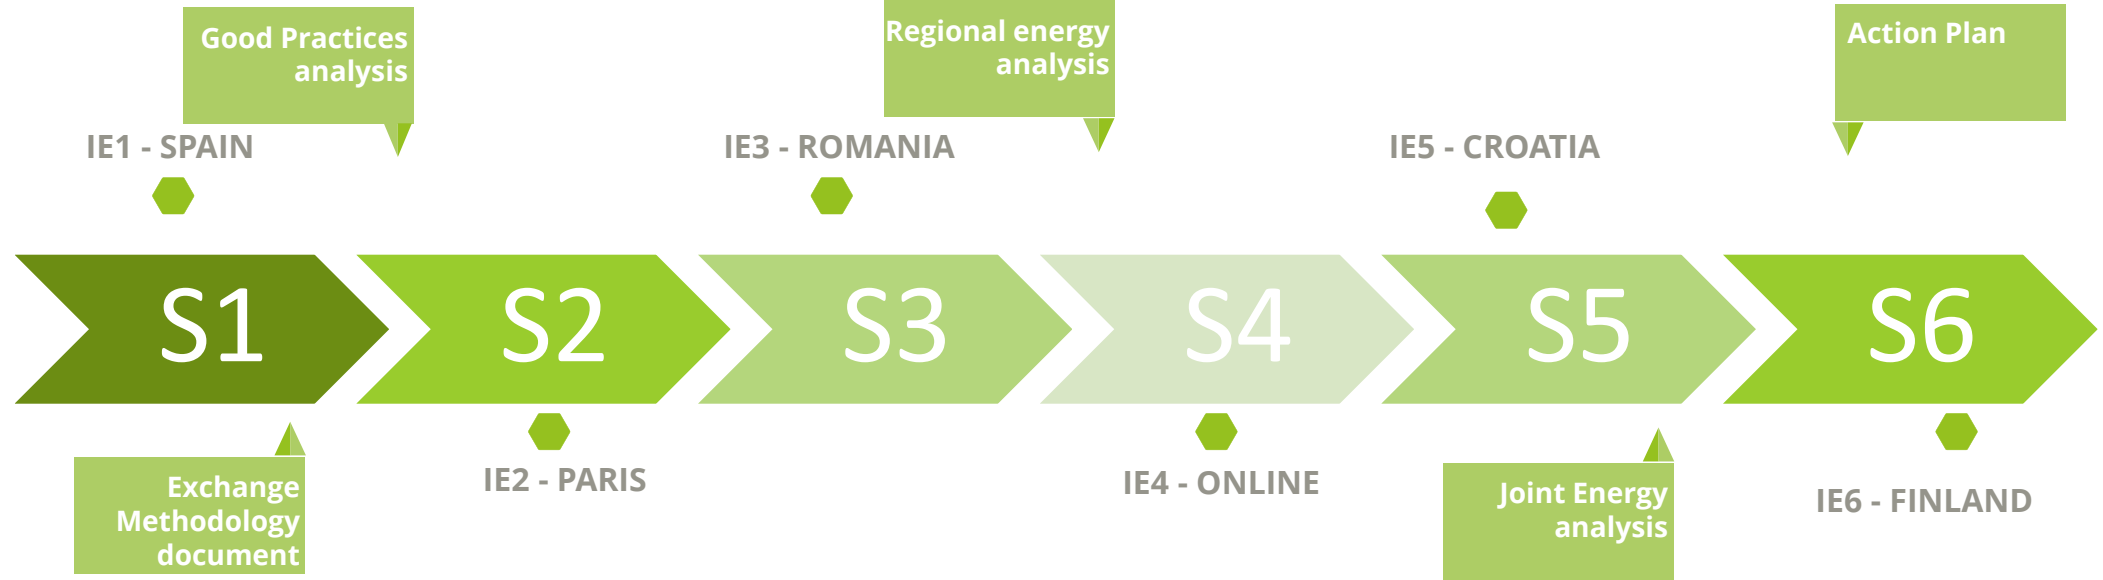 Good Practices
analysis
Regional energy
analysis
Action Plan
IE1 - SPAIN
IE3 - ROMANIA
IE5 - CROATIA
S1
S2
S3
S4
S5
S6
Exchange
Methodology
document
IE2 - PARIS
IE4 - ONLINE
Joint Energy
analysis
IE6 - FINLAND